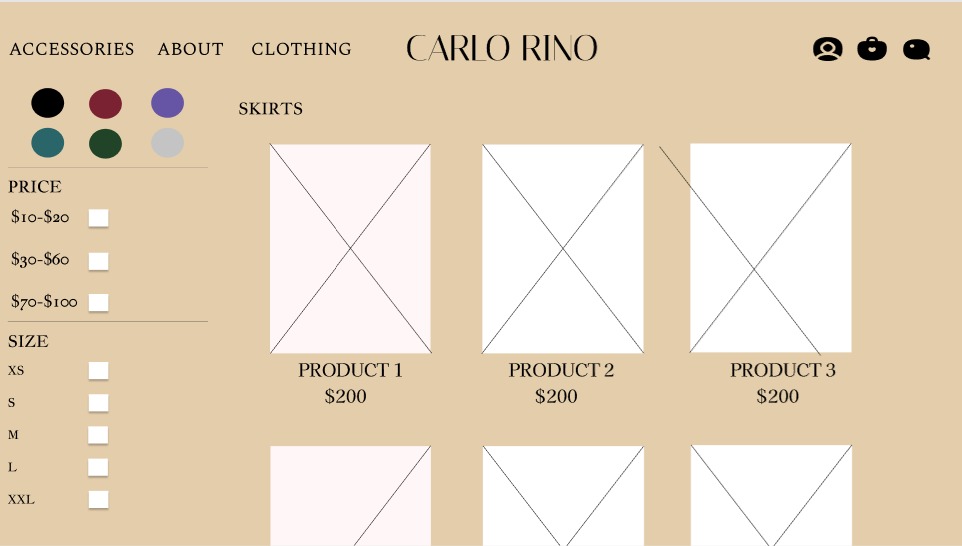 ACCESSORIES ABOUT CLOTHING CARLO RINO
SKIRTS
PRICE
$10-$20
$30-$60
$70-$100
SIZE
XS
S
M
L
XXL
PRODUCT 1 PRODUCT 2 PRODUCT 3
$200 $200 $200